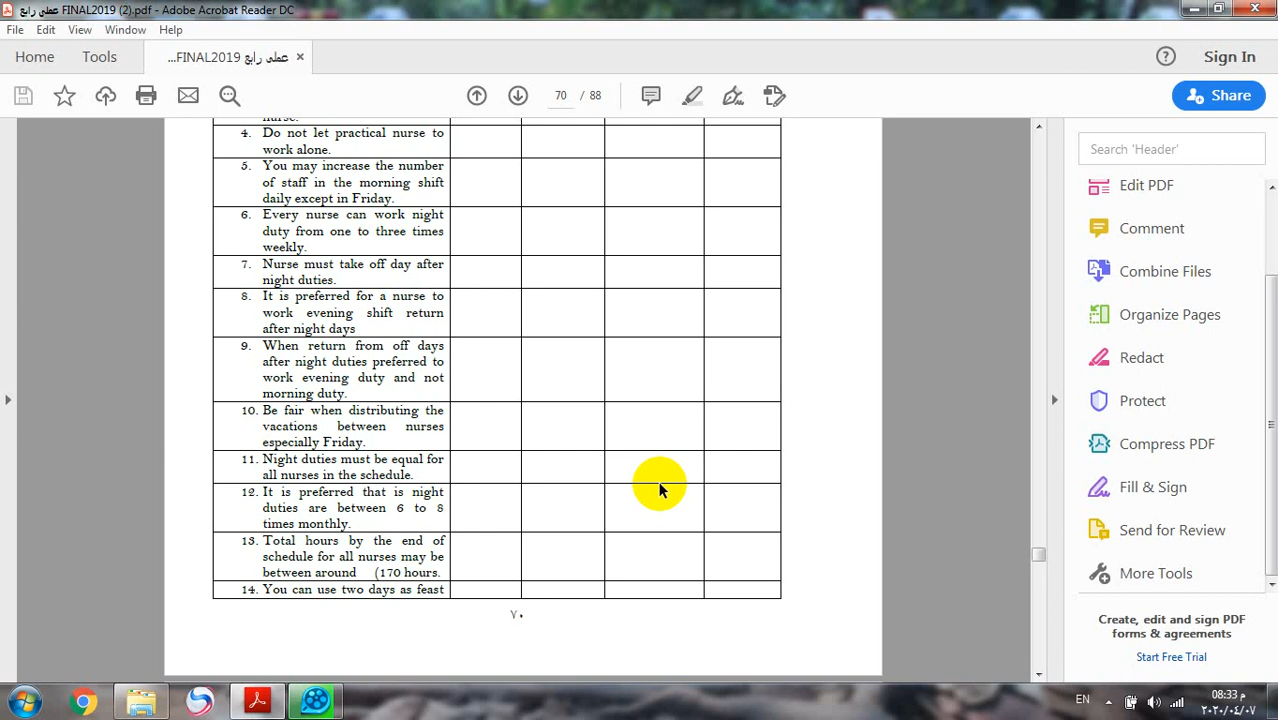 عملي رابع FINAL2019 (2).pdf - Adobe Acrobat Reader DC
File Edit View Window Help
Home Tools ...FINAL2019 عملي رابع × Sign In
70 / 88 Share
nurse.
4. Do not let practical nurse to
work alone.
5. You may increase the number
of staff in the morning shift
daily except in Friday.
6. Every nurse can work night
duty from one to three times
weekly.
7. Nurse must take off day after
night duties.
8. It is preferred for a nurse to
work evening shift return
after night days
9. When return from off days
after night duties preferred to
work evening duty and not
morning duty.
10. Be fair when distributing the
vacations between nurses
especially Friday.
11. Night duties must be equal for
all nurses in the schedule.
12. It is preferred that is night
duties are between 6 to 8
times monthly.
13. Total hours by the end of
schedule for all nurses may be
between around (170 hours.
14. You can use two days as feast
٧٠
Search 'Header'
Edit PDF
Comment
Combine Files
Organize Pages
Redact
Protect
Compress PDF
Fill & Sign
Send for Review
More Tools
Create, edit and sign PDF
forms & agreements
Start Free Trial
EN
08:33 م
٢٠٢٠/٠٤/٠٧